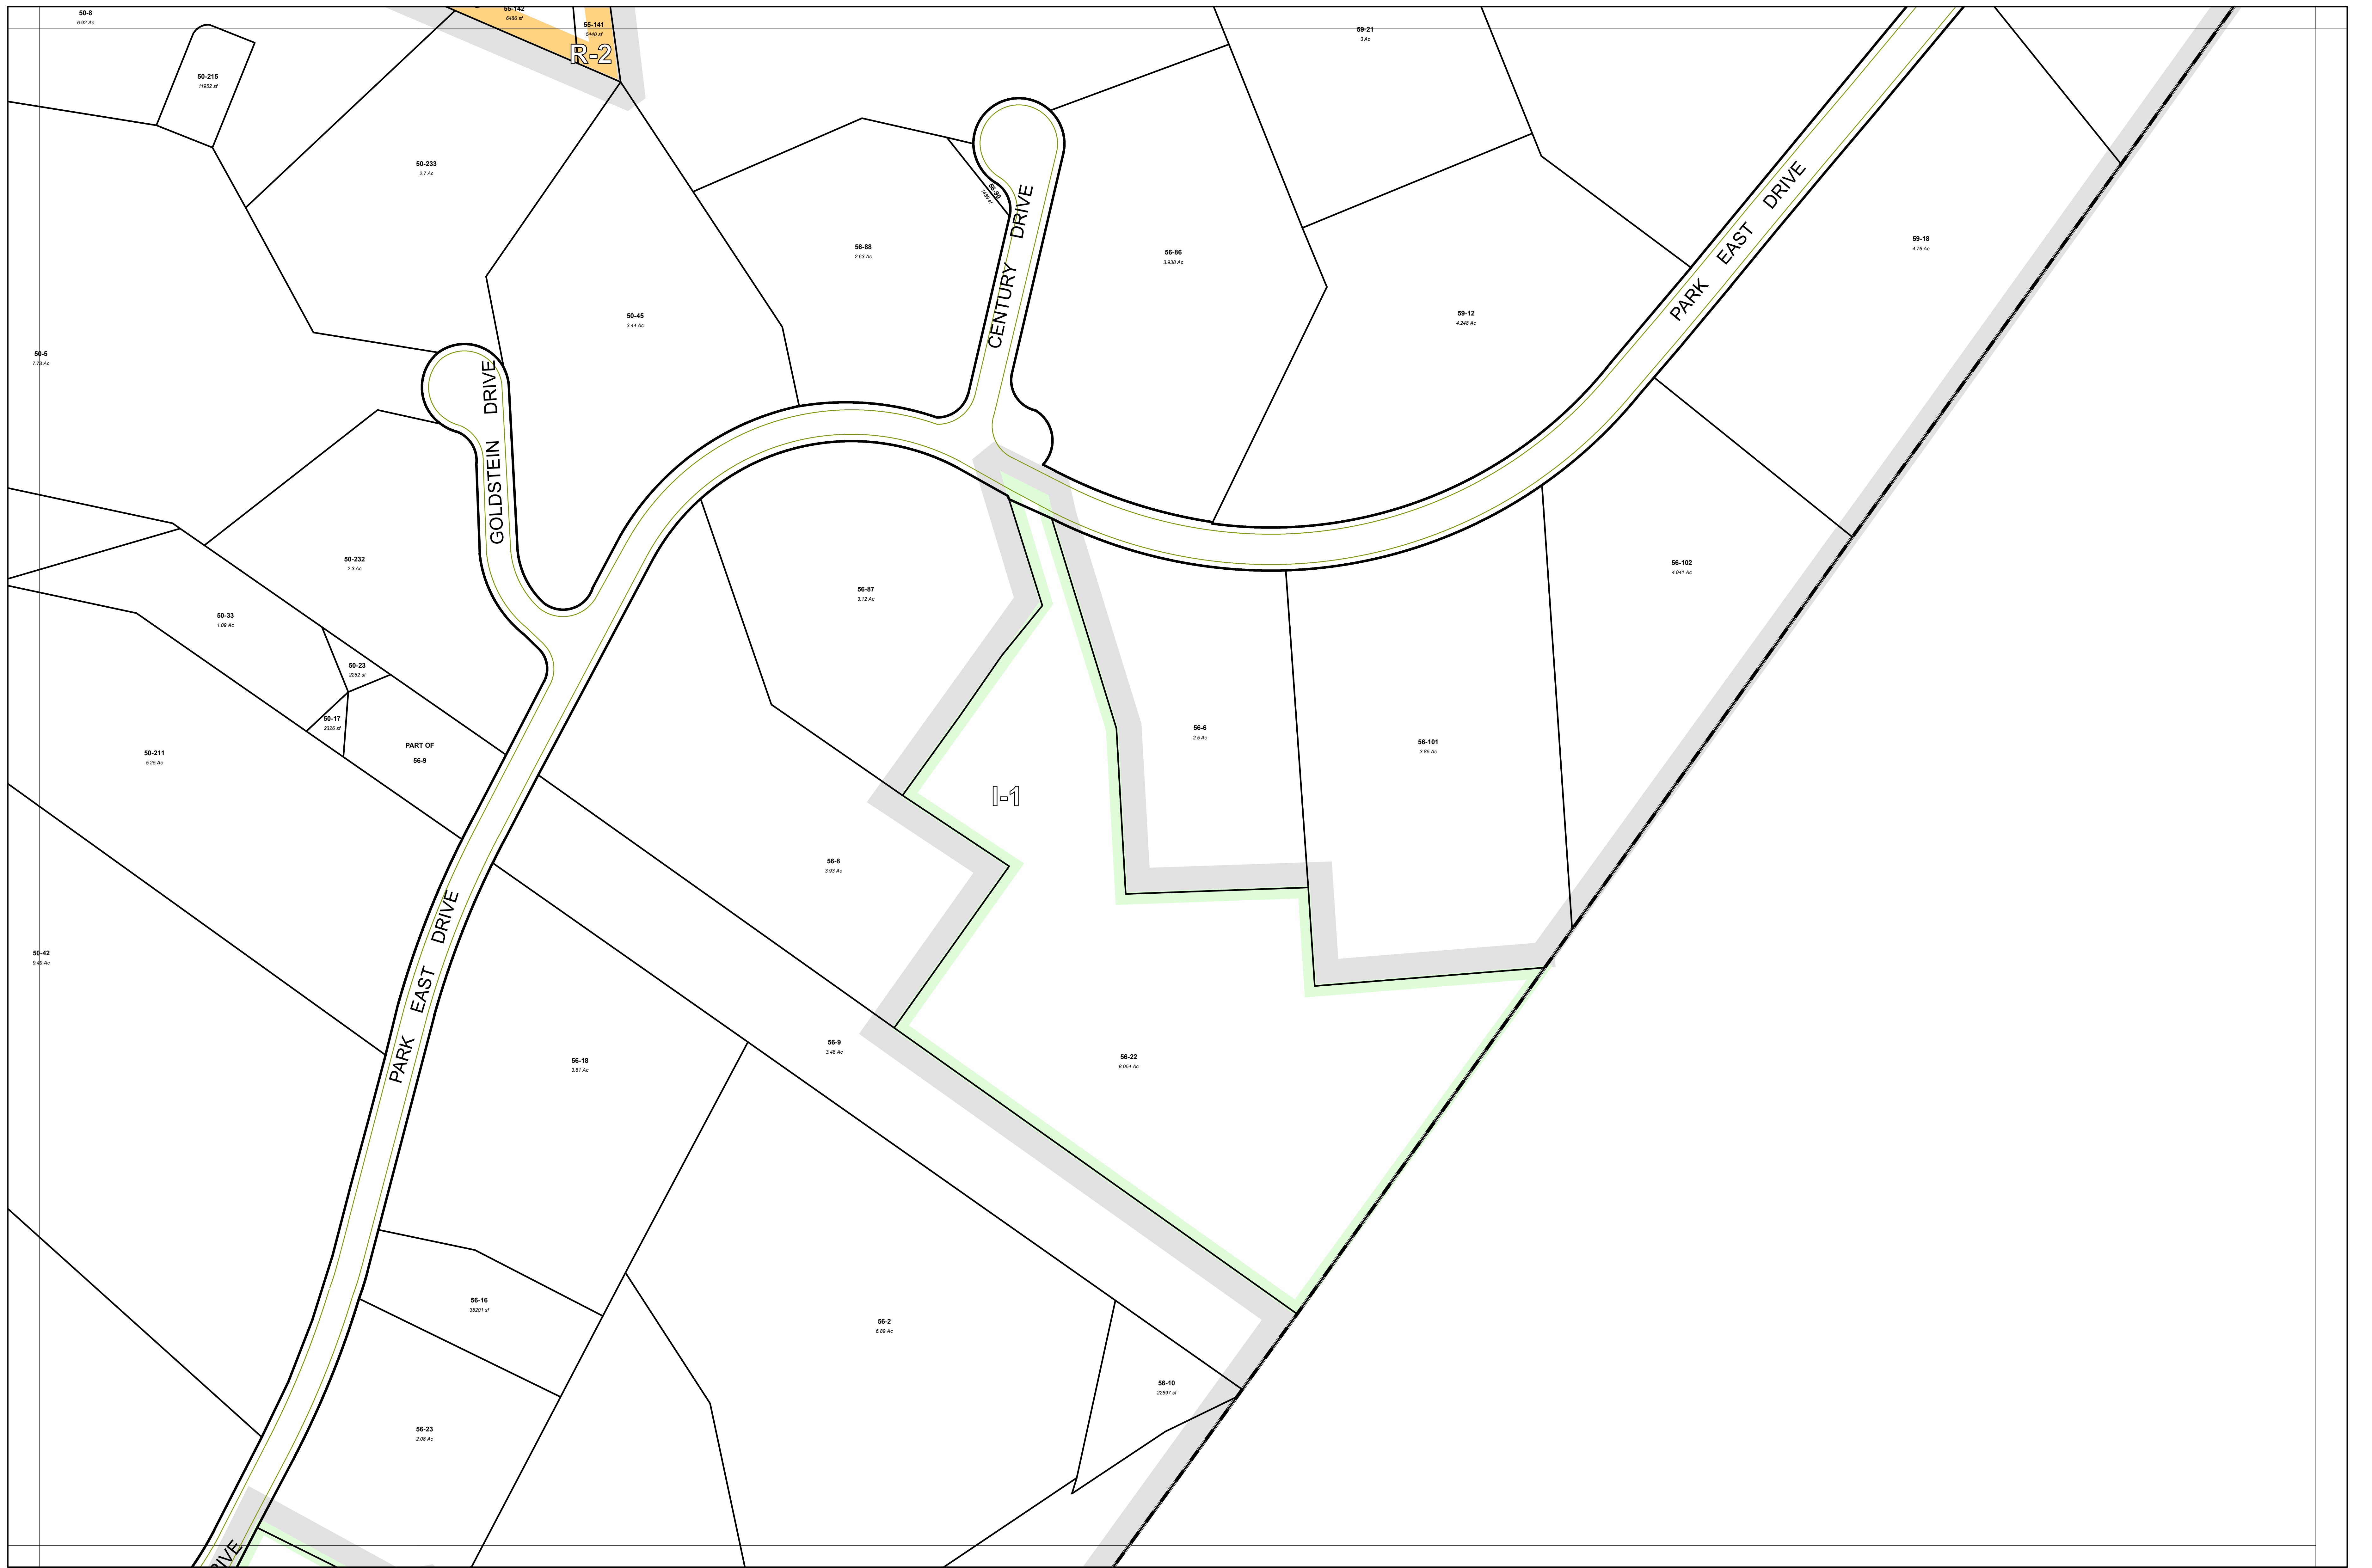 50-8
6.92 Ac
55-142
6486 sf
55-141
5440 sf
R-2
59-21
3 Ac
50-215
11952 sf
50-233
2.7 Ac
56-90
1499 sf
56-88
2.63 Ac
CENTURY DRIVE
56-86
3.938 Ac
PARK EAST DRIVE
59-18
4.76 Ac
50-45
3.44 Ac
59-12
4.248 Ac
50-5
7.73 Ac
GOLDSTEIN DRIVE
50-232
2.3 Ac
56-87
3.12 Ac
56-102
4.041 Ac
50-33
1.09 Ac
50-23
2252 sf
50-17
2326 sf
PART OF
56-9
50-211
5.25 Ac
56-6
2.5 Ac
56-101
3.85 Ac
I-1
56-8
3.93 Ac
PARK EAST DRIVE
50-42
9.49 Ac
56-18
3.81 Ac
56-9
3.48 Ac
56-22
8.054 Ac
56-16
35201 sf
56-2
6.89 Ac
56-10
22697 sf
56-23
2.08 Ac
RIVE